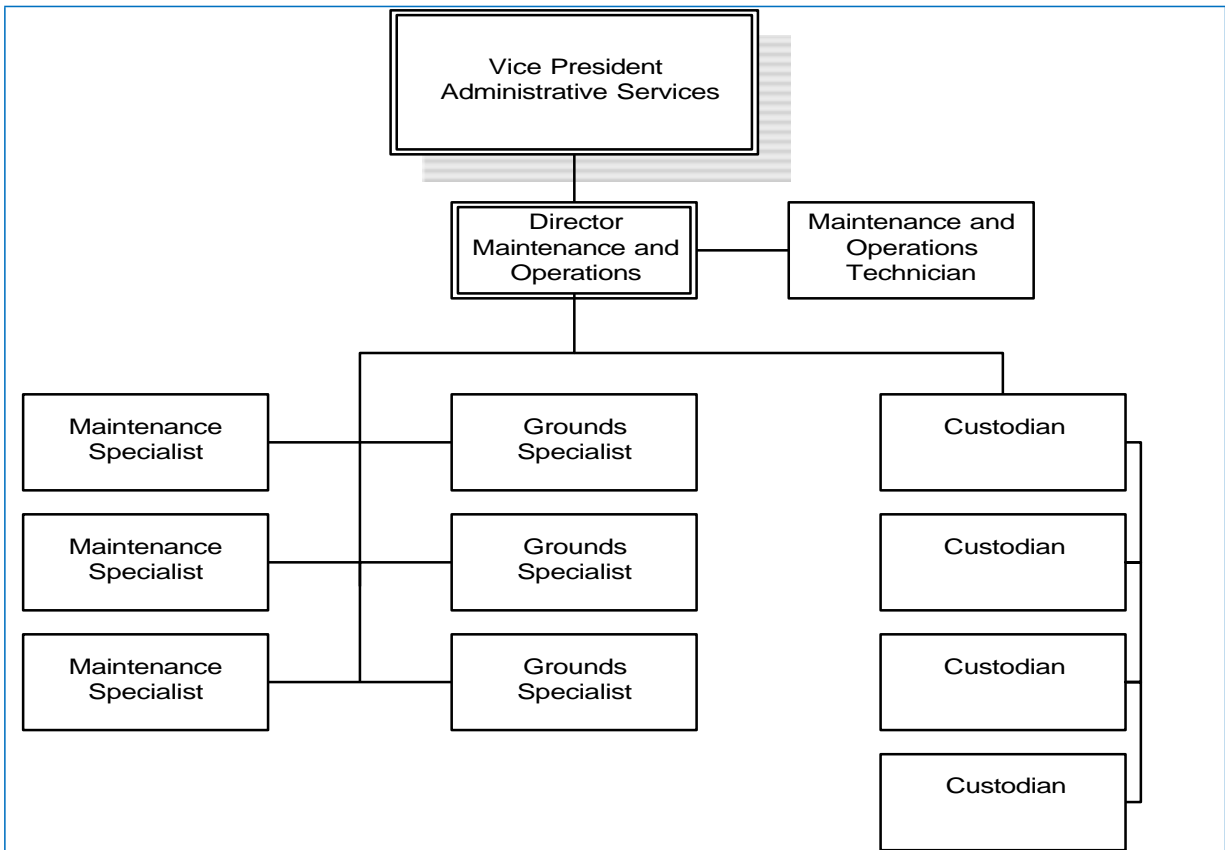 Vice President
Administrative Services
Director
Maintenance and
Operations
Maintenance and
Operations
Technician
Maintenance
Specialist
Grounds
Specialist
Custodian
Maintenance
Specialist
Grounds
Specialist
Custodian
Maintenance
Specialist
Grounds
Specialist
Custodian
Custodian